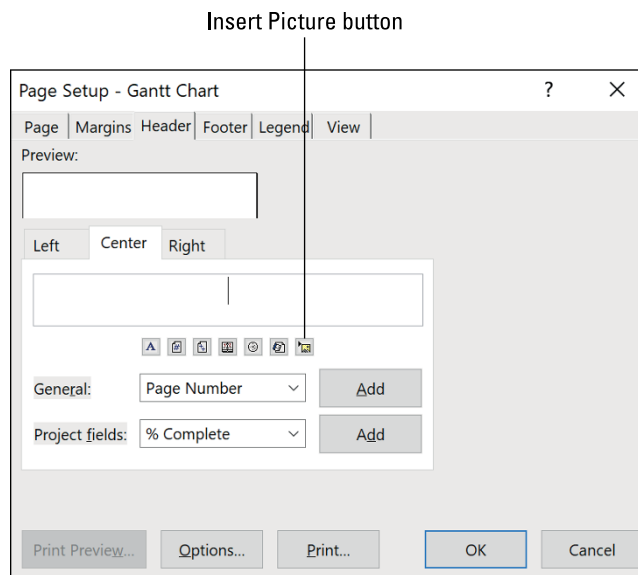 Insert Picture button
Page Setup - Gantt Chart ? X
Page Margins Header Footer Legend View
Preview:
Left Center Right
A
General: Page Number Add
Project fields: % Complete Add
Print Preview... Options... Print... OK Cancel